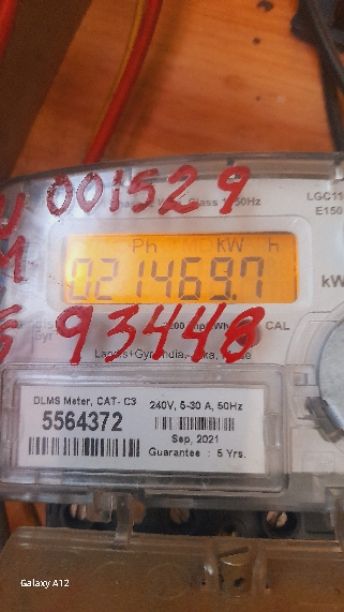 001529
50Hz
LGC11
E150
Ph MD kW h
021469.7
kW
93448
CAL
DLMS Meter, CAT- C3
5564372
240V, 5-30 A, 50Hz
Sep, 2021
Guarantee : 5 Yrs.
Galaxy A12